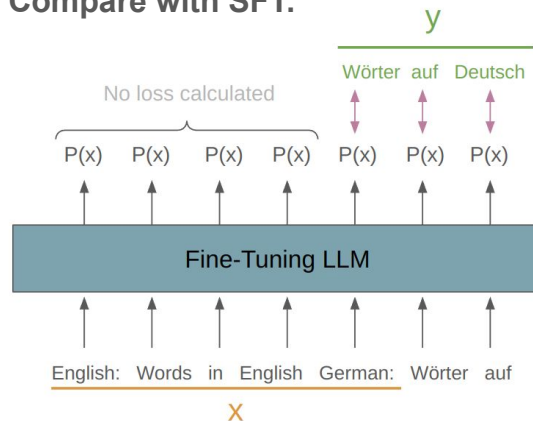 Compare with SFT:
y
Wörter auf Deutsch
No loss calculated
P(x) P(x) P(x) P(x) P(x) P(x) P(x)
Fine-Tuning LLM
English: Words in English German: Wörter auf
x